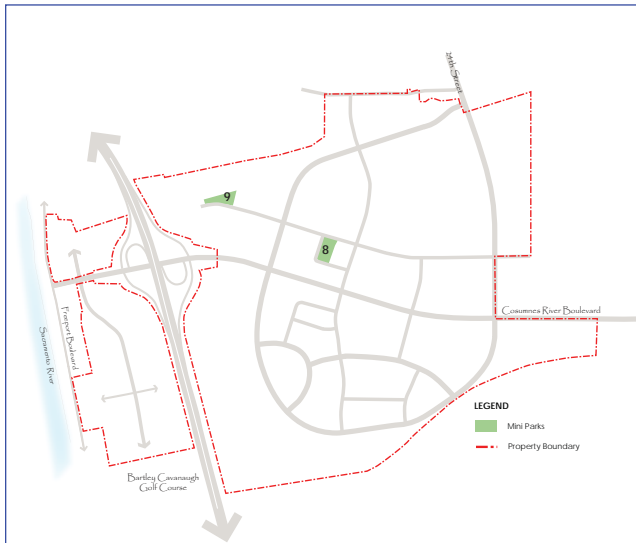 24th Street
9
8
Cosumnes River Boulevard
Freeport Boulevard
Sacramento River
LEGEND
Mini Parks
Property Boundary
Bartley Cavanaugh
Golf Course